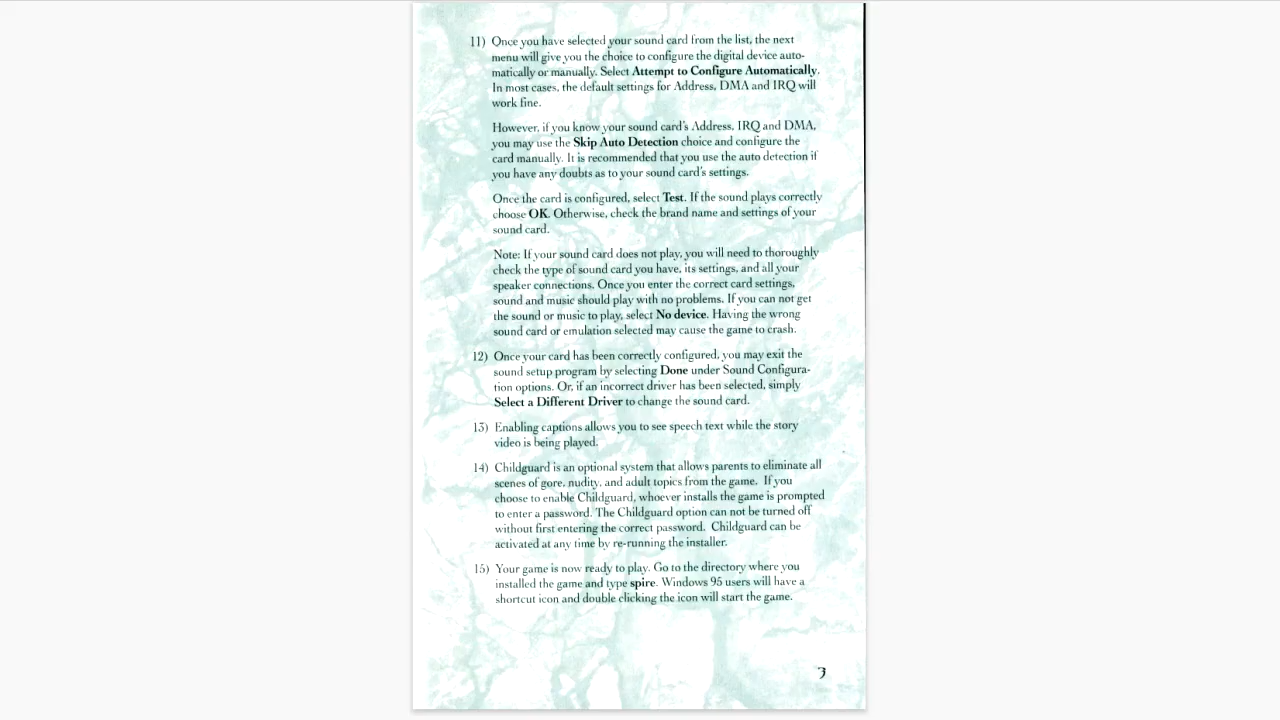 11) Once you have selected your sound card from the list, the next
menu will give you the choice to configure the digital device auto-
matically or manually. Select Attempt to Configure Automatically.
In most cases, the default settings for Address, DMA and IRQ will
work fine.
However, if you know your sound card's Address, IRQ and DMA,
you may use the Skip Auto Detection choice and configure the
card manually. It is recommended that you use the auto detection if
you have any doubts as to your sound card's settings.
Once the card is configured, select Test. If the sound plays correctly
choose OK. Otherwise, check the brand name and settings of your
sound card.
Note: If your sound card does not play, you will need to thoroughly
check the type of sound card you have, its settings, and all your
speaker connections. Once you enter the correct card settings,
sound and music should play with no problems. If you can not get
the sound or music to play, select No device. Having the wrong
sound card or emulation selected may cause the game to crash.
12) Once your card has been correctly configured, you may exit the
sound setup program by selecting Done under Sound Configura-
tion options. Or, if an incorrect driver has been selected, simply
Select a Different Driver to change the sound card.
13) Enabling captions allows you to see speech text while the story
video is being played.
14) Childguard is an optional system that allows parents to eliminate all
scenes of gore, nudity, and adult topics from the game. If you
choose to enable Childguard, whoever installs the game is prompted
to enter a password. The Childguard option can not be turned off
without first entering the correct password. Childguard can be
activated at any time by re-running the installer.
15) Your game is now ready to play. Go to the directory where you
installed the game and type spire. Windows 95 users will have a
shortcut icon and double clicking the icon will start the game.
3